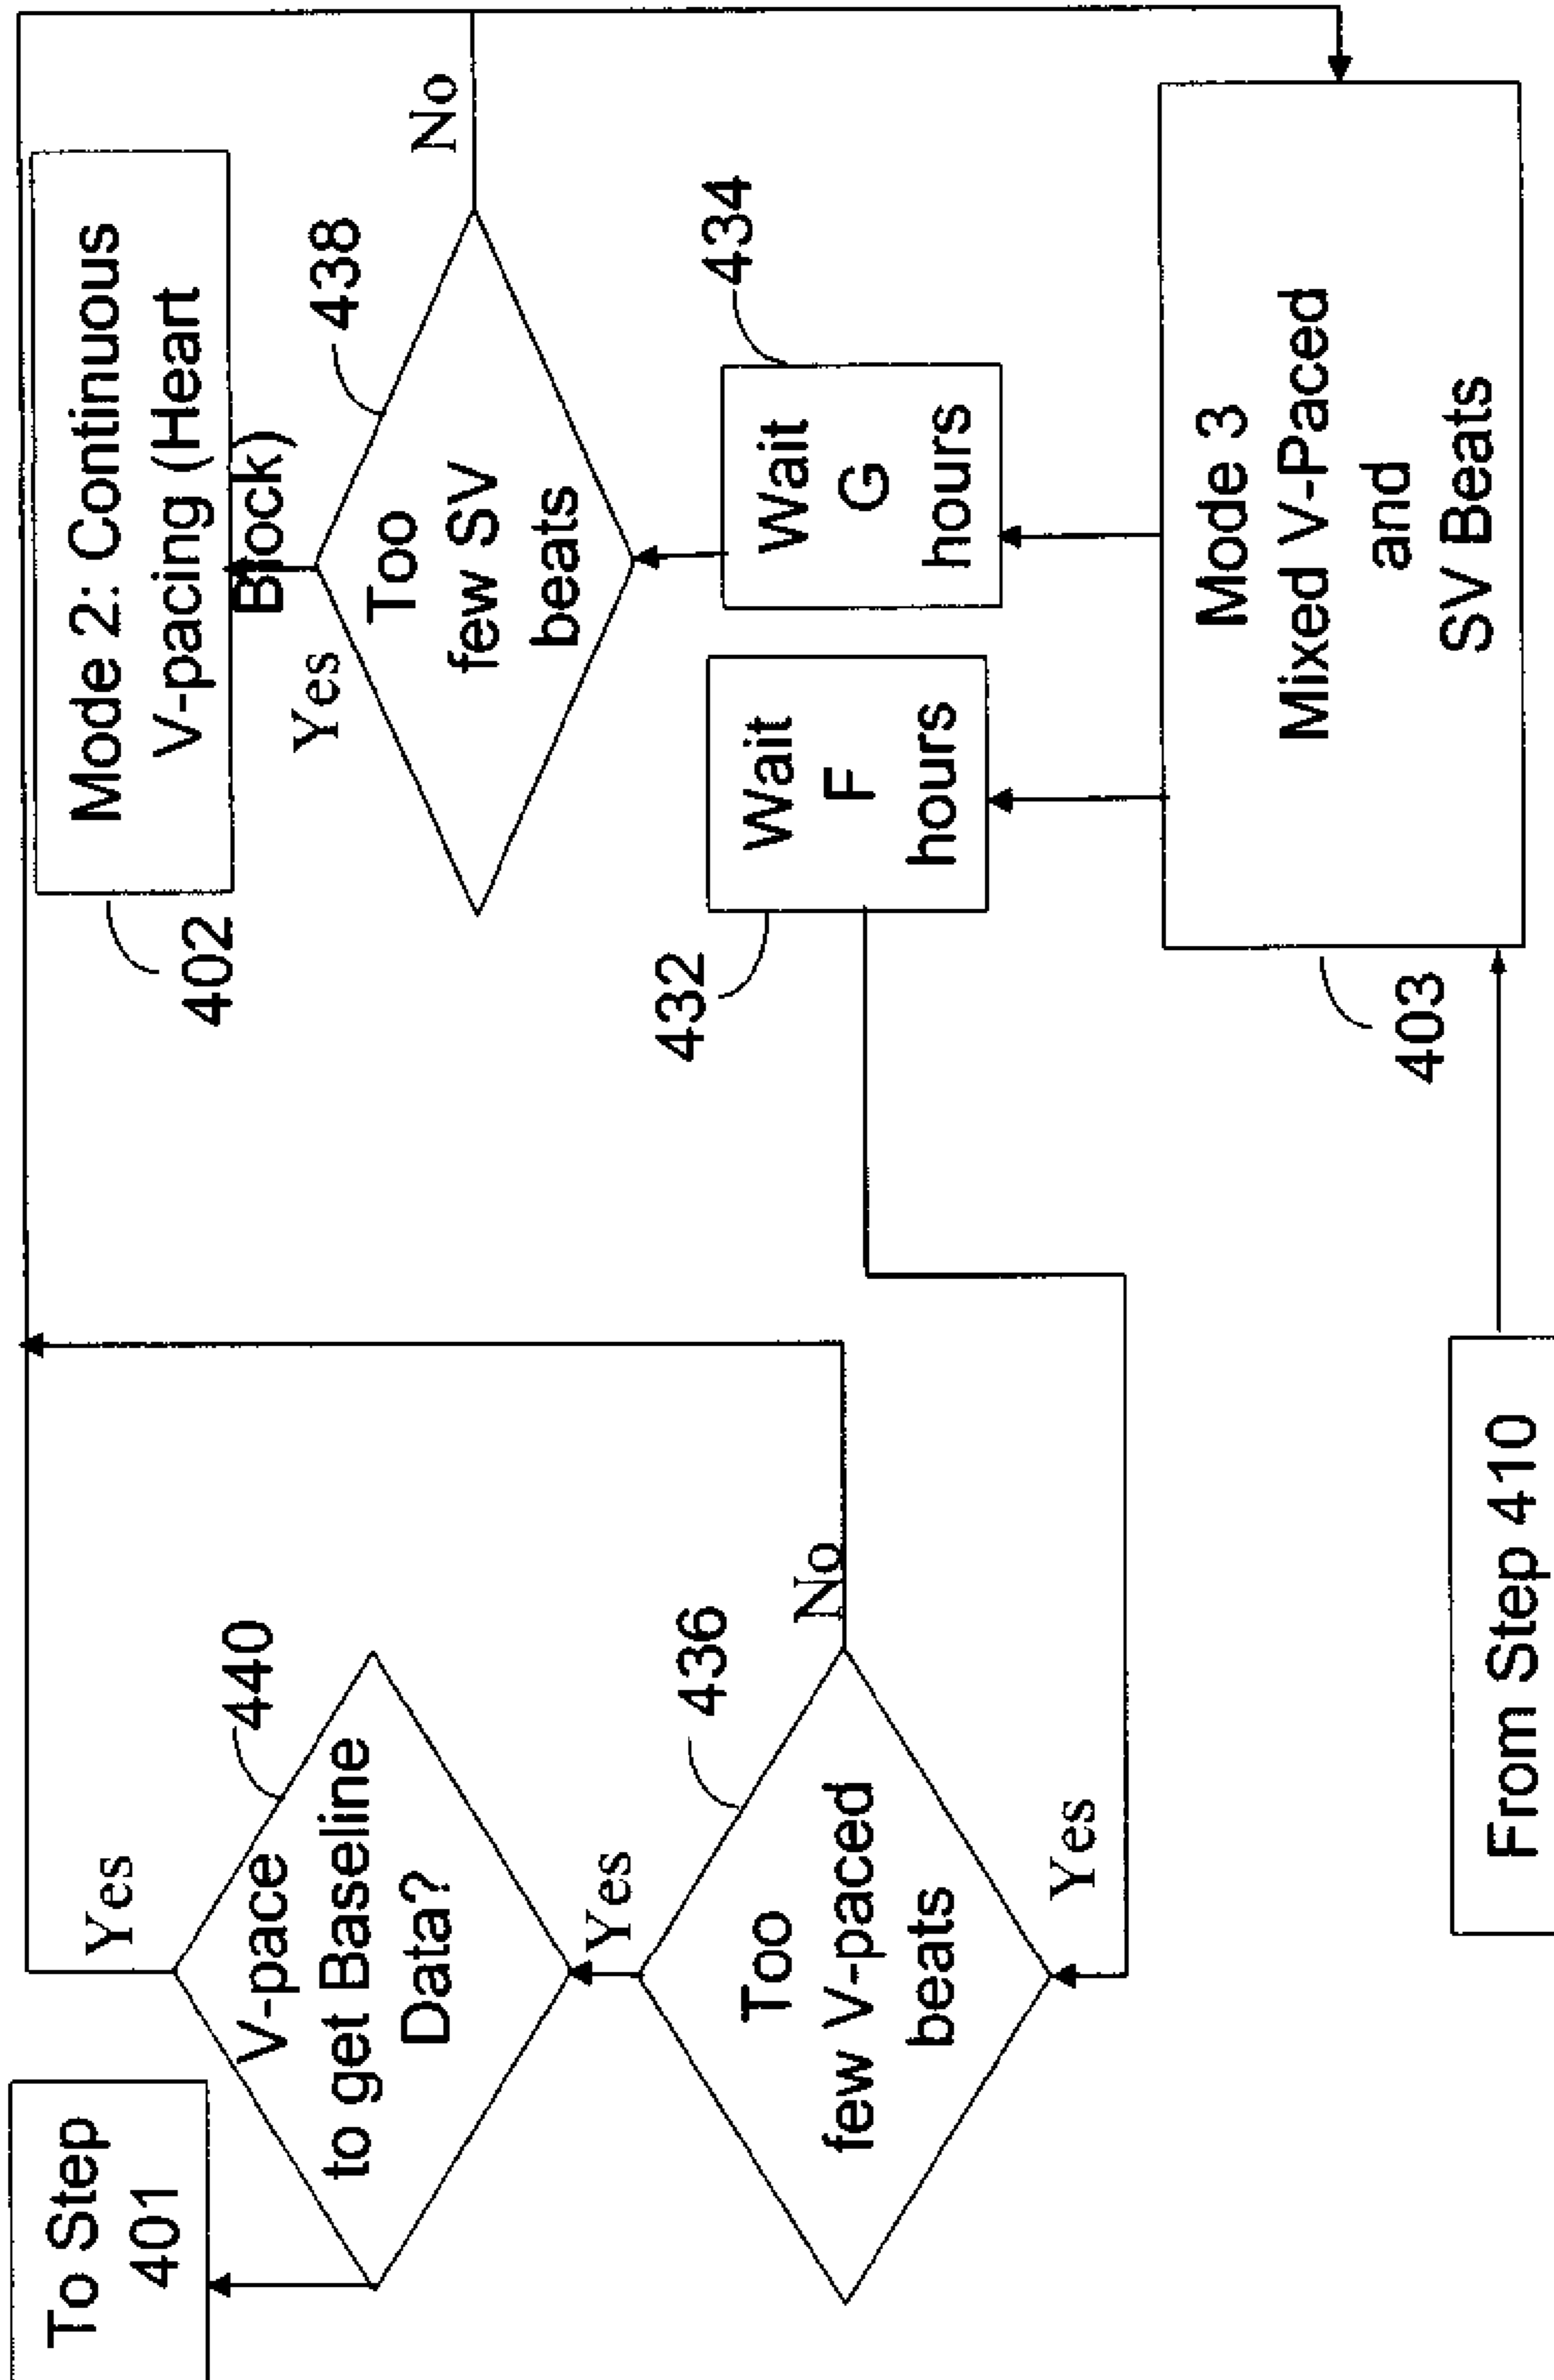 To Step
401
Yes
440
V-pace
to get Baseline
Data?
Yes
436
Too
few V-paced
beats
No
Yes
From Step 410
402
Mode 2: Continuous
V-pacing (Heart
Block)
Yes
438
Too
few SV
beats
No
432
Wait
F
hours
434
Wait
G
hours
403
Mode 3
Mixed V-Paced
and
SV Beats